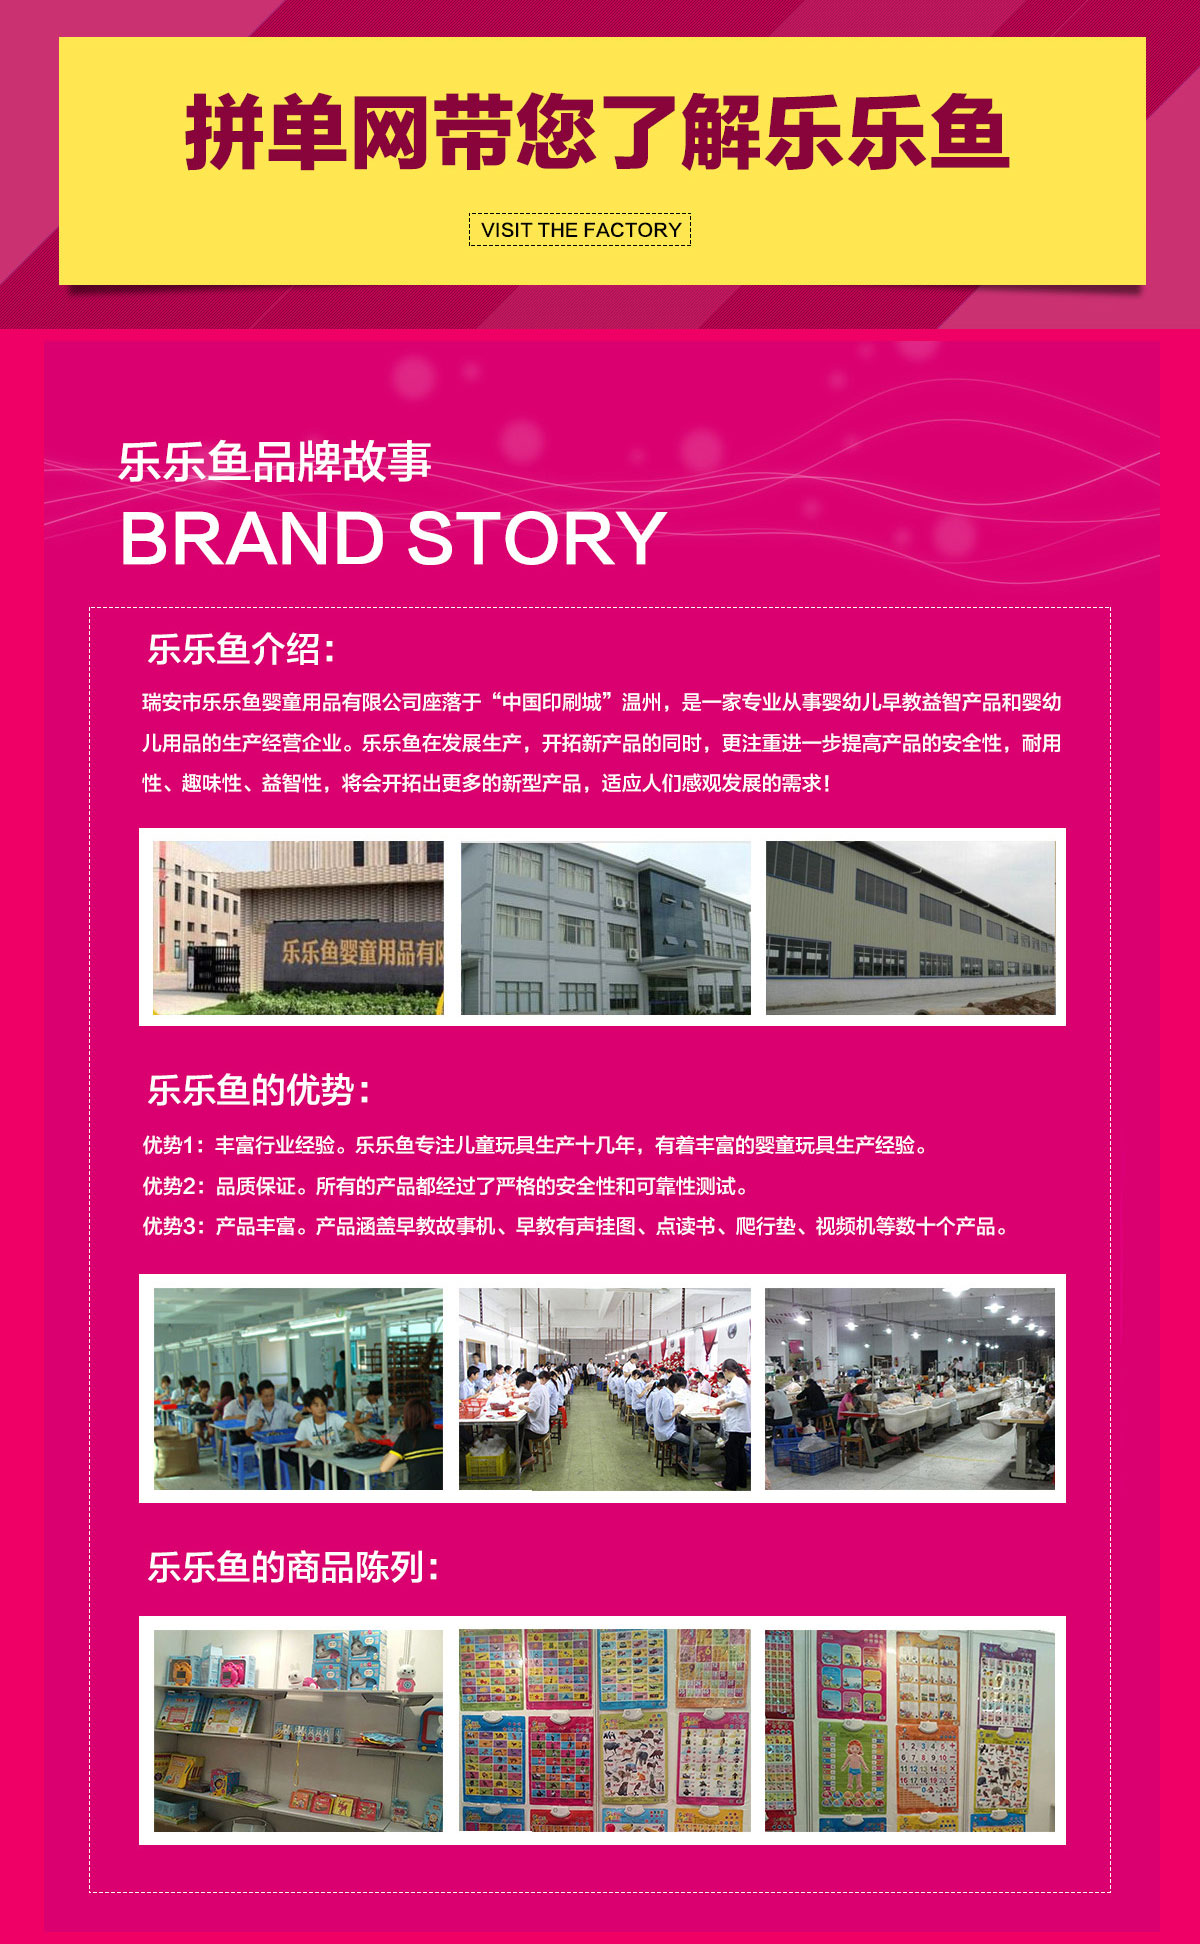 拼单网带您了解乐乐鱼
VISIT THE FACTORY
乐乐鱼品牌故事
BRAND STORY
乐乐鱼介绍：
瑞安市乐乐鱼婴童用品有限公司座落于“中国印刷城”温州，是一家专业从事婴幼儿早教益智产品和婴幼
儿用品的生产经营企业。乐乐鱼在发展生产，开拓新产品的同时，更注重进一步提高产品的安全性，耐用
性、趣味性、益智性，将会开拓出更多的新型产品，适应人们感观发展的需求！
乐乐鱼婴童用品有限
乐乐鱼的优势：
优势1：丰富行业经验。乐乐鱼专注儿童玩具生产十几年，有着丰富的婴童玩具生产经验。
优势2：品质保证。所有的产品都经过了严格的安全性和可靠性测试。
优势3：产品丰富。产品涵盖早教故事机、早教有声挂图、点读书、爬行垫、视频机等数十个产品。
乐乐鱼的商品陈列：